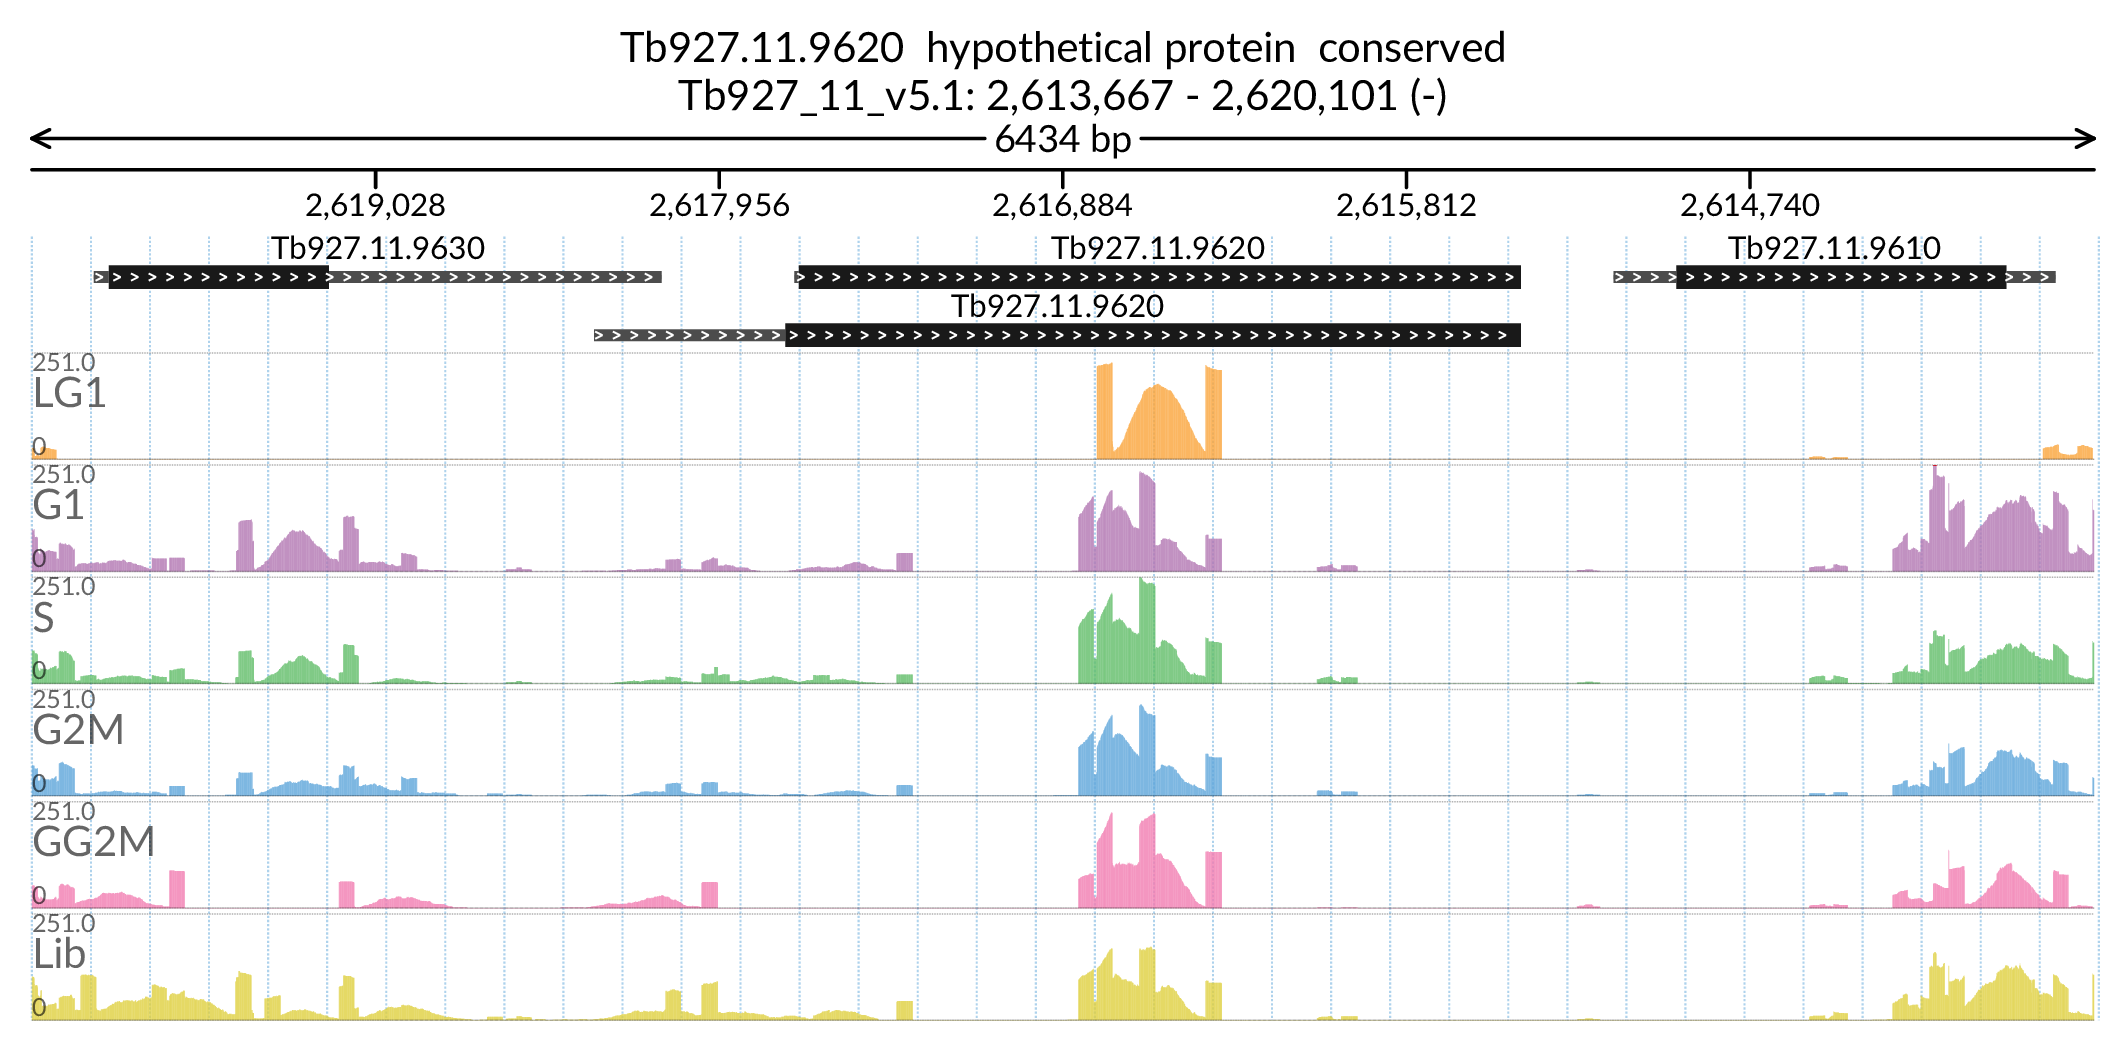 Tb927.11.9620  hypothetical protein  conserved
Tb927_11_v5.1: 2,613,667 - 2,620,101 (-)
6434 bp
2,619,028 2,617,956 2,616,884 2,615,812 2,614,740
Tb927.11.9630 Tb927.11.9620 Tb927.11.9610
Tb927.11.9620
251.0
LG1
0
251.0
G1
0
251.0
S
0
251.0
G2M
0
251.0
GG2M
0
251.0
Lib
0